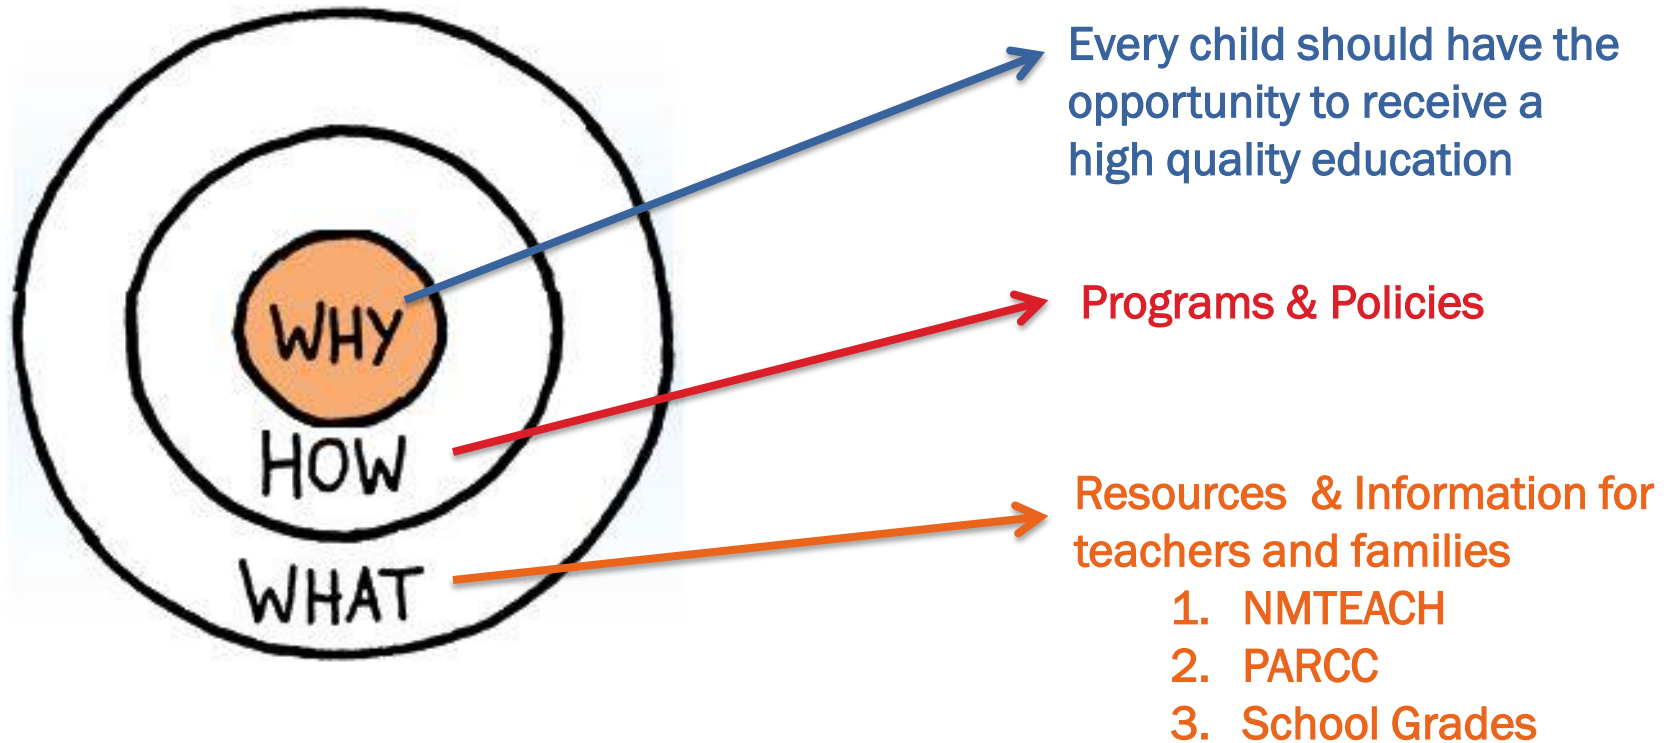 WHY
HOW
WHAT
Every child should have the
opportunity to receive a
high quality education
Programs & Policies
Resources & Information for
teachers and families
1. NMTEACH
2. PARCC
3. School Grades